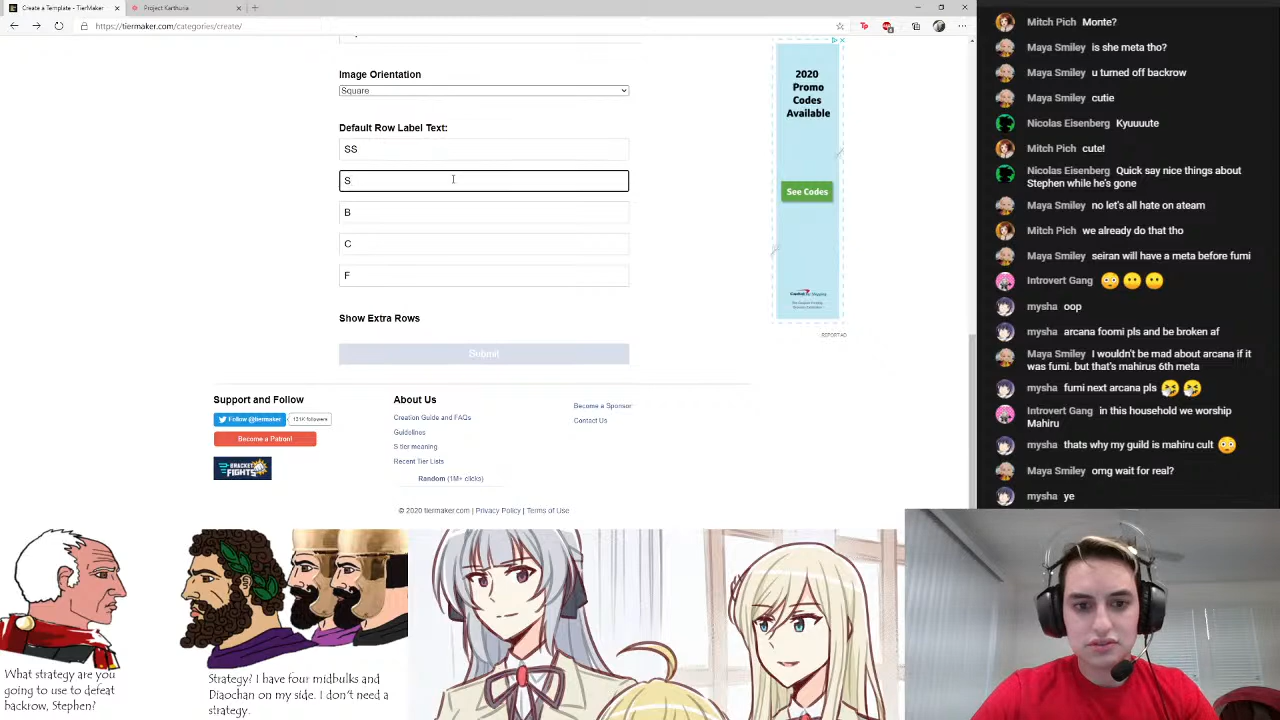 Create a Template - TierMaker
Project Karthuria
https://tiermaker.com/categories/create/
Image Orientation
Square
Default Row Label Text:
SS
S
B
C
F
Show Extra Rows
Submit
2020
Promo
Codes
Available
See Codes
REPORT AD
Support and Follow
Follow @tiermaker
131K followers
Become a Patron!
BRACKET
FIGHTS
About Us
Creation Guide and FAQs
Guidelines
S tier meaning
Recent Tier Lists
Random (1M+ clicks)
Become a Sponsor
Contact Us
© 2020 tiermaker.com | Privacy Policy | Term of Use
What strategy are you
going to use to defeat
backrow, Stephen?
Strategy? I have four midbulks and
Diaochan on my side. I don't need a
strategy.
Mitch Pich Monte?
Maya Smiley is she meta tho?
Maya Smiley u turned off backrow
Maya Smiley cutie
Nicolas Eisenberg Kyuuuute
Mitch Pich cute!
Nicolas Eisenberg Quick say nice things about
Stephen while he's gone
Maya Smiley no let's all hate on ateam
Mitch Pich we already do that tho
Maya Smiley seiran will have a meta before fumi
Introvert Gang 😳😶😶
mysha oop
mysha arcana foomi pls and be broken af
Maya Smiley I wouldn't be mad about arcana if it
was fumi. but that's mahirus 6th meta
mysha fumi next arcana pls 🤧🤧
Introvert Gang in this household we worship
Mahiru
mysha thats why my guild is mahiru cult 😳
Maya Smiley omg wait for real?
mysha ye